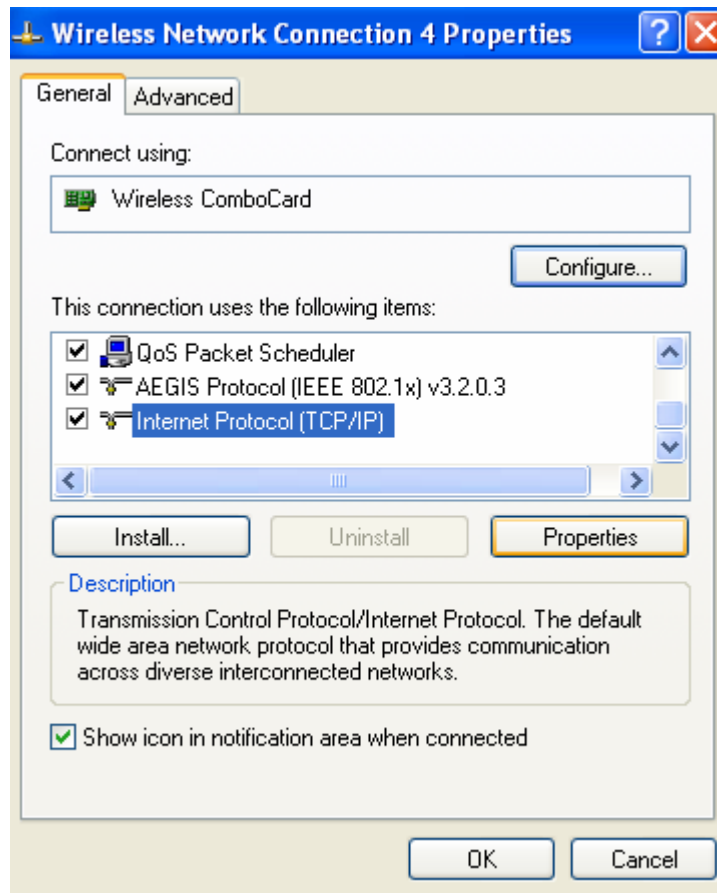 Wireless Network Connection 4 Properties
General
Advanced
Connect using:
Wireless ComboCard
Configure...
This connection uses the following items:
QoS Packet Scheduler
AEGIS Protocol (IEEE 802.1x) v3.2.0.3
Internet Protocol (TCP/IP)
Install...
Uninstall
Properties
Description
Transmission Control Protocol/Internet Protocol. The default
wide area network protocol that provides communication
across diverse interconnected networks.
Show icon in notification area when connected
OK
Cancel